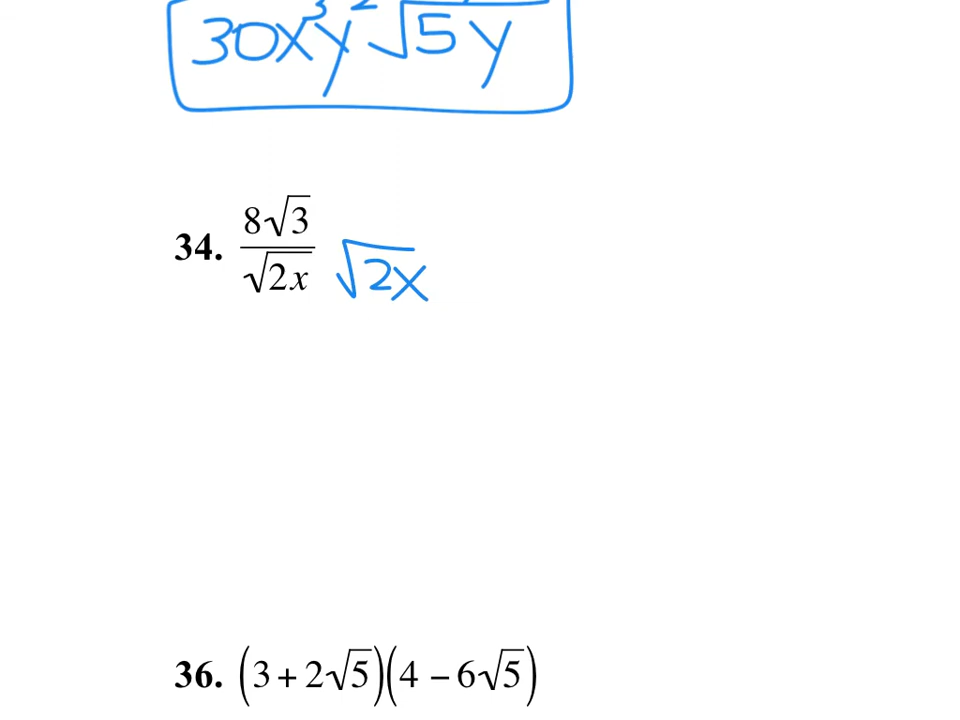 30x³y²√5y
34. 8√3/√2x √2x
36. (3 + 2√5)(4 − 6√5)